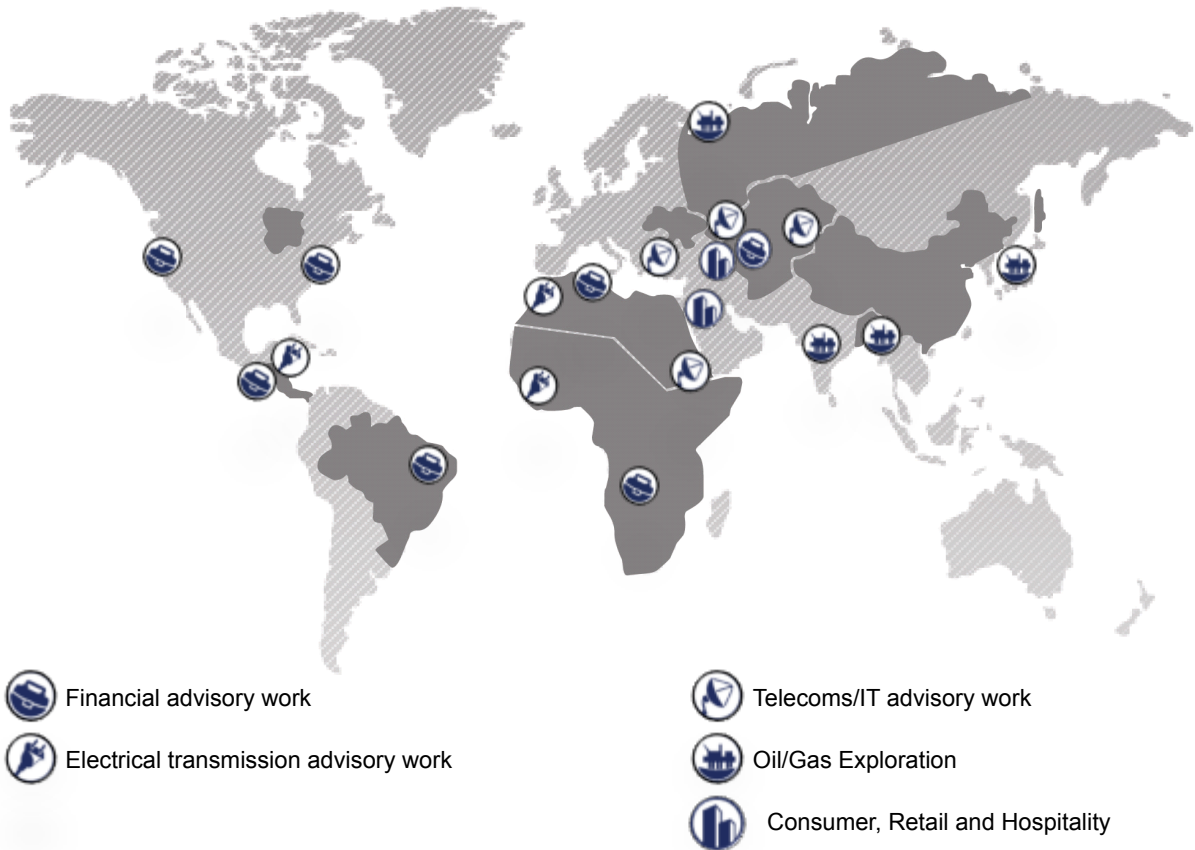 Financial advisory work
Telecoms/IT advisory work
Electrical transmission advisory work
Oil/Gas Exploration
Consumer, Retail and Hospitality